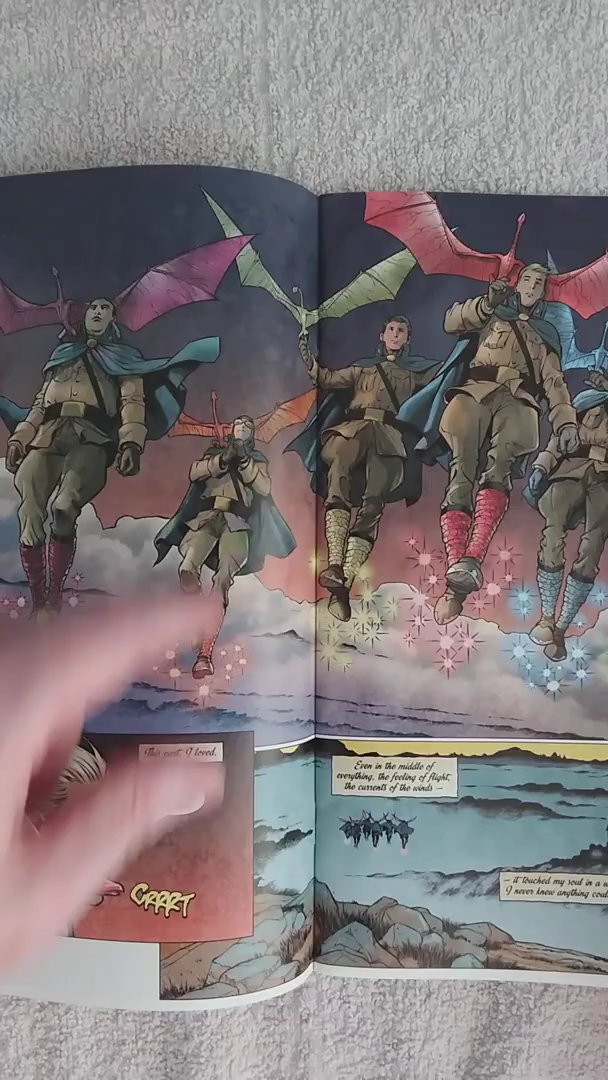 This part I loved.
GRRRT
Even in the middle of
everything, the feeling of flight,
the currents of the winds —
— it touched my soul in a w
I never knew anything coul